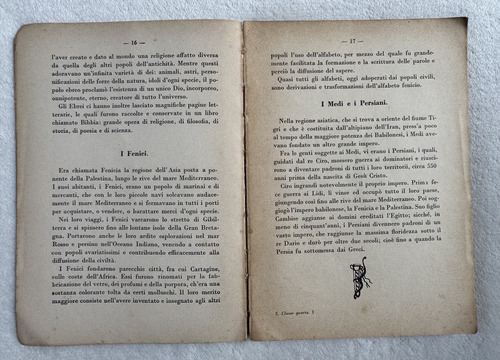 — 16 —
l'aver creato e dato al mondo una religione affatto diversa
da quella degli altri popoli dell'antichità. Mentre questi
adoravano un'infinita varietà di dei: animali, astri, perso-
nificazioni delle forze della natura, idoli d'ogni specie, il po-
polo ebreo proclamò l'esistenza di un unico Dio, incorporeo,
onnipotente, eterno, creatore di tutto l'universo.
Gli Ebrei ci hanno inoltre lasciato magnifiche pagine lette-
rarie, le quali furono raccolte e conservate in un libro
chiamato Bibbia: grande opera di religione, di filosofia, di
storia, di poesia e di scienza.
I Fenici.
Era chiamata Fenicia la regione dell'Asia posta a po-
nente della Palestina, lungo le rive del mare Mediterraneo.
I suoi abitanti, i Fenici, erano un popolo di marinai e di
mercanti, che con le loro piccole navi solcavano audacemente
il mare Mediterraneo e si fermavano in tutti i porti
per acquistare, o vendere, o barattare merci d'ogni specie.
Nei loro viaggi, i Fenici varcarono lo stretto di Gibil-
terra e si spinsero fino alle lontane isole della Gran Breta-
gna. Portarono anche le loro ardite esplorazioni nel mar
Rosso e persino nell'Oceano Indiano, venendo a contatto
con popoli svariatissimi e contribuendo efficacemente alla
diffusione della civiltà.
I Fenici fondarono parecchie città, fra cui Cartagine,
sulle coste dell'Africa. Essi furono rinomati per la fab-
bricazione del vetro, dei profumi e della porpora, ch'era una
sostanza colorante tolta da certi molluschi. Il loro merito
maggiore consiste nell'avere inventato e insegnato agli altri
— 17 —
popoli l'uso dell'alfabeto, per mezzo del quale fu grande-
mente facilitata la formazione e la scrittura delle parole e
perciò la diffusione del sapere.
Quasi tutti gli alfabeti, oggi adoperati dai popoli civili,
sono derivazioni e trasformazioni dell'alfabeto fenicio.
I Medi e i Persiani.
Nella regione asiatica, che si trova a oriente del fiume Ti-
gri e che è costituita dall'altipiano dell'Iran, press'a poco
al tempo della maggiore potenza dei Babilonesi, i Medi ave-
vano fondato un altro grande impero.
Fra le genti soggette ai Medi, vi erano i Persiani, i quali,
guidati dal re Ciro, mossero guerra ai dominatori e riusci-
rono a diventare padroni di tutti i loro territori, circa 550
anni prima della nascita di Gesù Cristo.
Ciro ingrandì notevolmente il proprio impero. Prima fece
guerra ai Lidi, li vinse ed occupò tutto il loro paese,
giungendo così fino alle rive del mare Mediterraneo. Poi sog-
giogò l'impero babilonese, la Fenicia e la Palestina. Suo figlio
Cambise aggiunse ai domini ereditati l'Egitto; sicchè, in
meno di cinquant'anni, i Persiani divennero padroni di un
vasto impero, che raggiunse la massima floridezza sotto il
re Dario e durò per oltre due secoli; cioè fino a quando la
Persia fu sottomessa dai Greci.